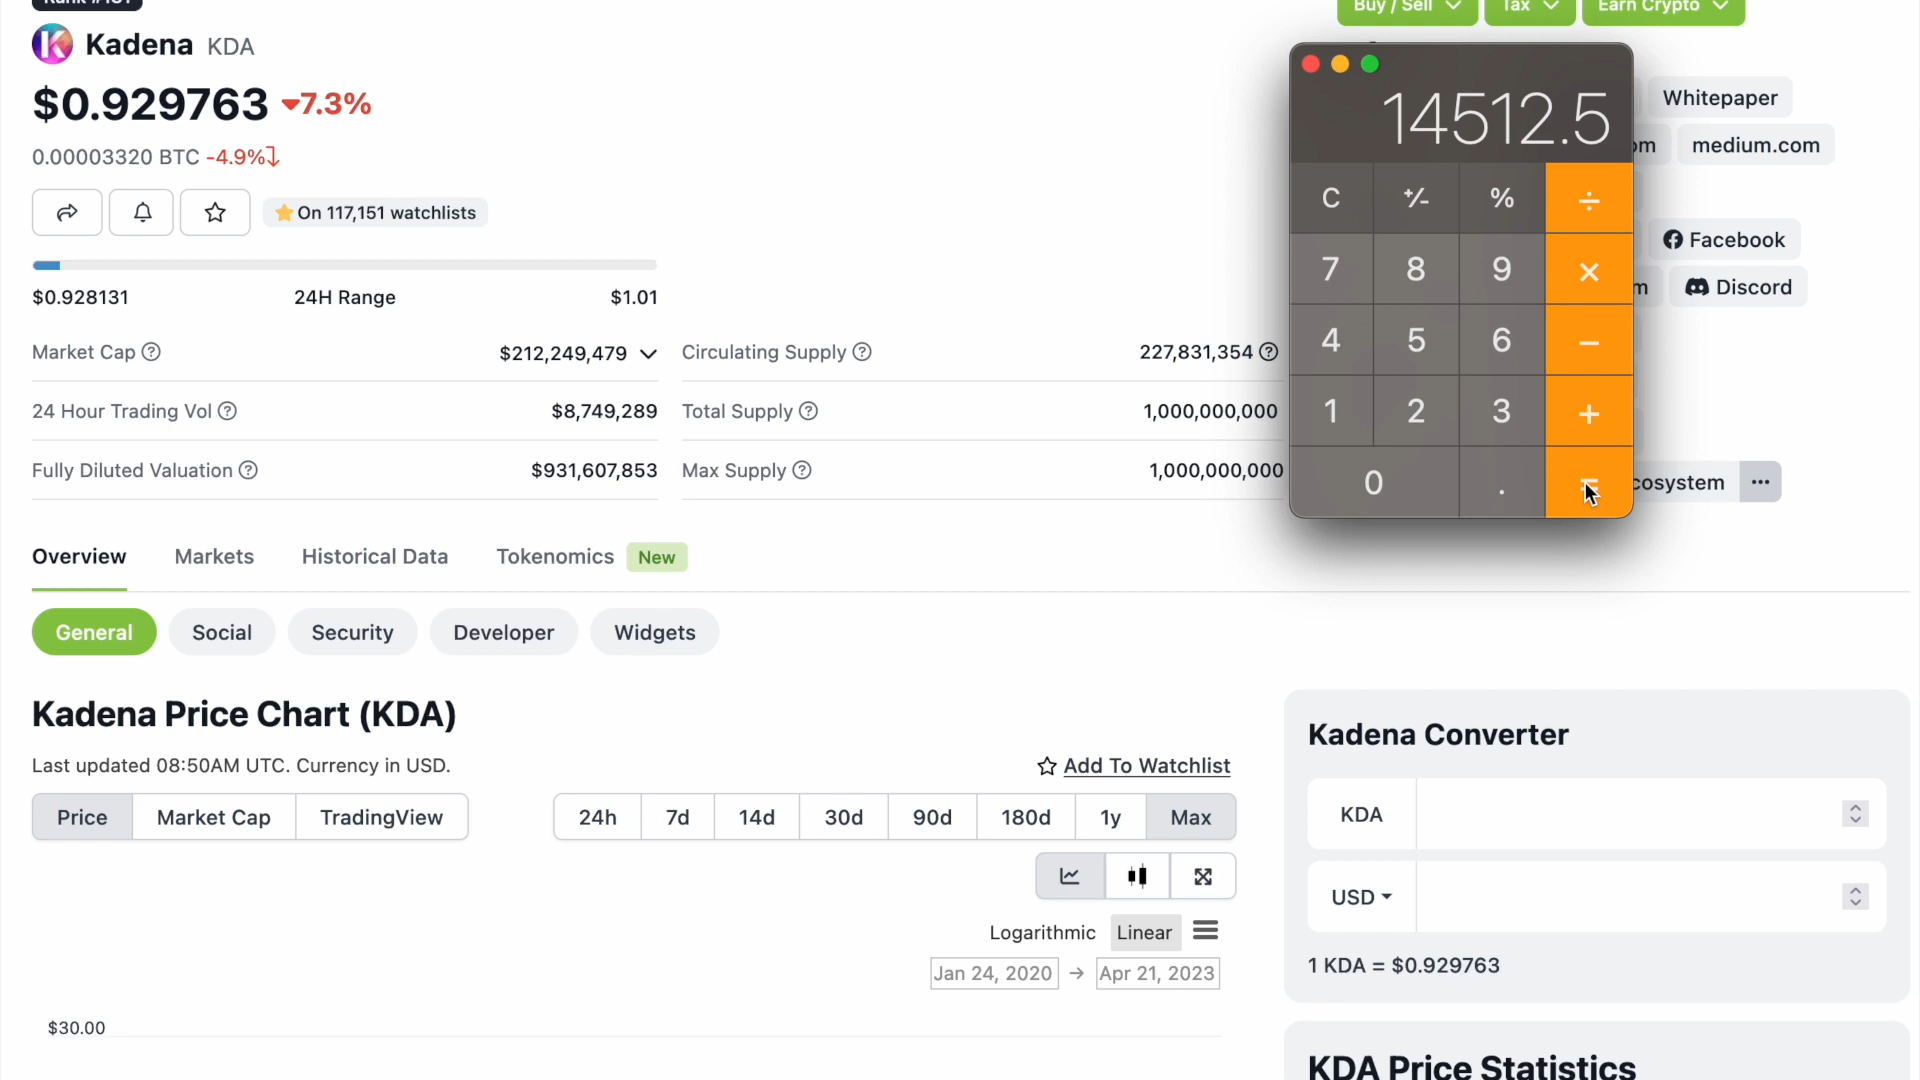 Buy / Sell Tax Earn Crypto
Kadena KDA
$0.929763 7.3%
0.00003320 BTC -4.9%
On 117,151 watchlists
$0.928131 24H Range $1.01
Market Cap $212,249,479
24 Hour Trading Vol $8,749,289
Fully Diluted Valuation $931,607,853
Circulating Supply 227,831,354
Total Supply 1,000,000,000
Max Supply 1,000,000,000
14512.5
C +/- % ÷
7 8 9 ×
4 5 6 −
1 2 3 +
0 . =
Whitepaper
medium.com
Facebook
Discord
Overview Markets Historical Data Tokenomics New
General Social Security Developer Widgets
Kadena Price Chart (KDA)
Last updated 08:50AM UTC. Currency in USD.
Add To Watchlist
Price Market Cap TradingView
24h 7d 14d 30d 90d 180d 1y Max
Logarithmic Linear
Jan 24, 2020 → Apr 21, 2023
$30.00
Kadena Converter
KDA
USD
1 KDA = $0.929763
KDA Price Statistics